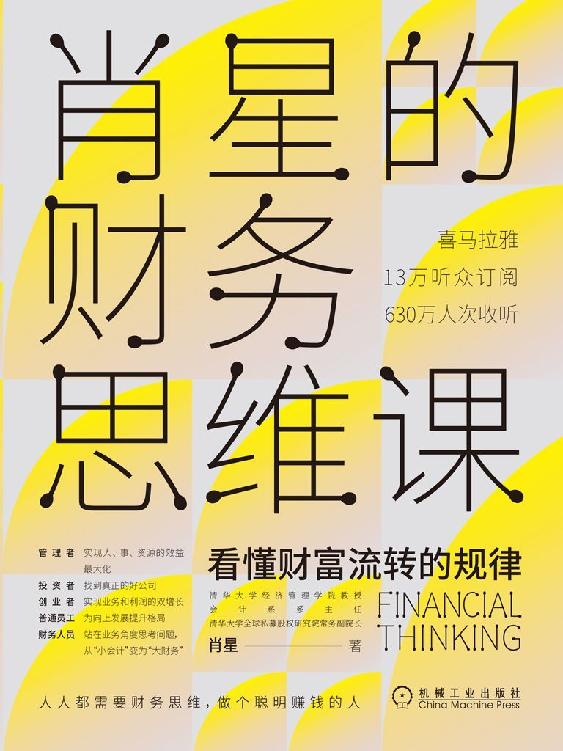 肖星的
财务
思维课
喜马拉雅
13万听众订阅
630万人次收听
管理者 实现人、事、资源的效益
最大化
投资者 找到真正的好公司
创业者 实现业务和利润的双增长
普通员工 为向上发展提升格局
财务人员 站在业务角度思考问题,
从“小会计”变为“大财务”
看懂财富流转的规律
清华大学经济管理学院教授
会计系系主任
清华大学全球私募股权研究院常务副院长
肖星 著
FINANCIAL
THINKING
人人都需要财务思维,做个聪明赚钱的人
机械工业出版社
China Machine Press